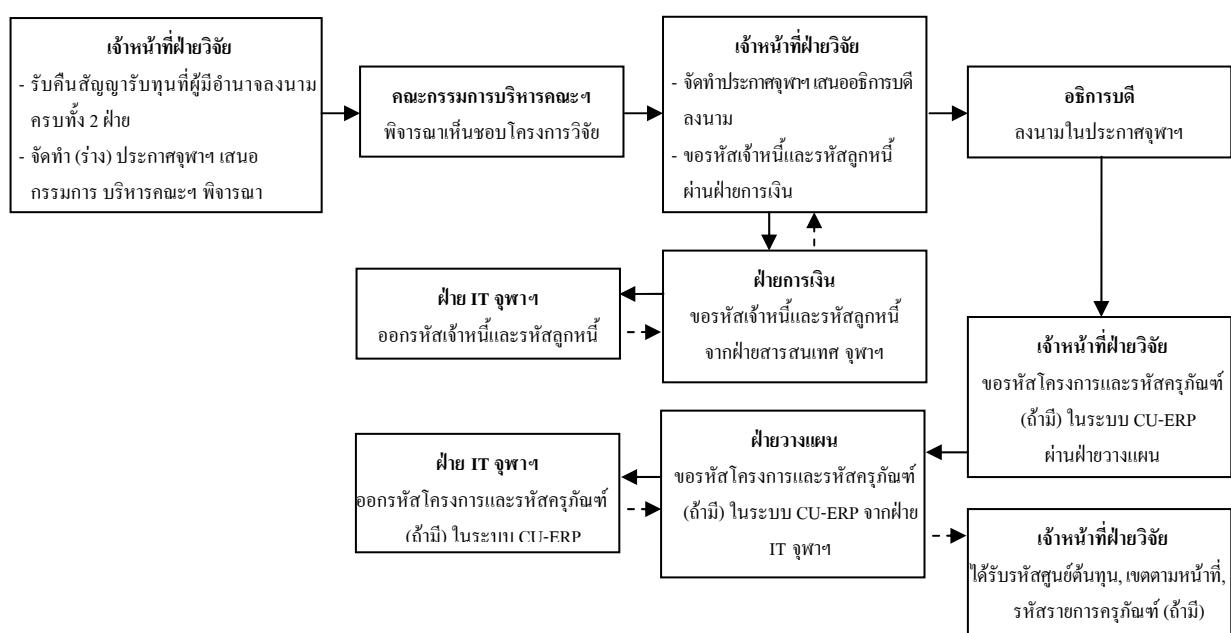 เจ้าหน้าที่ฝ่ายวิจัย
- รับคืนสัญญารับทุนที่ผู้มีอำนาจลงนาม
ครบทั้ง 2 ฝ่าย
- จัดทำ (ร่าง) ประกาศจุฬาฯ เสนอ
กรรมการ บริหารคณะฯ พิจารณา
คณะกรรมการบริหารคณะฯ
พิจารณาเห็นชอบโครงการวิจัย
เจ้าหน้าที่ฝ่ายวิจัย
- จัดทำประกาศจุฬาฯ เสนออธิการบดี
ลงนาม
- ขอรหัสเจ้าหนี้และรหัสลูกหนี้
ผ่านฝ่ายการเงิน
อธิการบดี
ลงนามในประกาศจุฬาฯ
ฝ่าย IT จุฬาฯ
ออกรหัสเจ้าหนี้และรหัสลูกหนี้
ฝ่ายการเงิน
ขอรหัสเจ้าหนี้และรหัสลูกหนี้
จากฝ่ายสารสนเทศ จุฬาฯ
เจ้าหน้าที่ฝ่ายวิจัย
ขอรหัสโครงการและรหัสครุภัณฑ์
(ถ้ามี) ในระบบ CU-ERP
ผ่านฝ่ายวางแผน
ฝ่าย IT จุฬาฯ
ออกรหัสโครงการและรหัสครุภัณฑ์
(ถ้ามี) ในระบบ CU-ERP
ฝ่ายวางแผน
ขอรหัสโครงการและรหัสครุภัณฑ์
(ถ้ามี) ในระบบ CU-ERP จากฝ่าย
IT จุฬาฯ
เจ้าหน้าที่ฝ่ายวิจัย
ได้รับรหัสศูนย์ต้นทุน, เขตตามหน้าที่,
รหัสรายการครุภัณฑ์ (ถ้ามี)